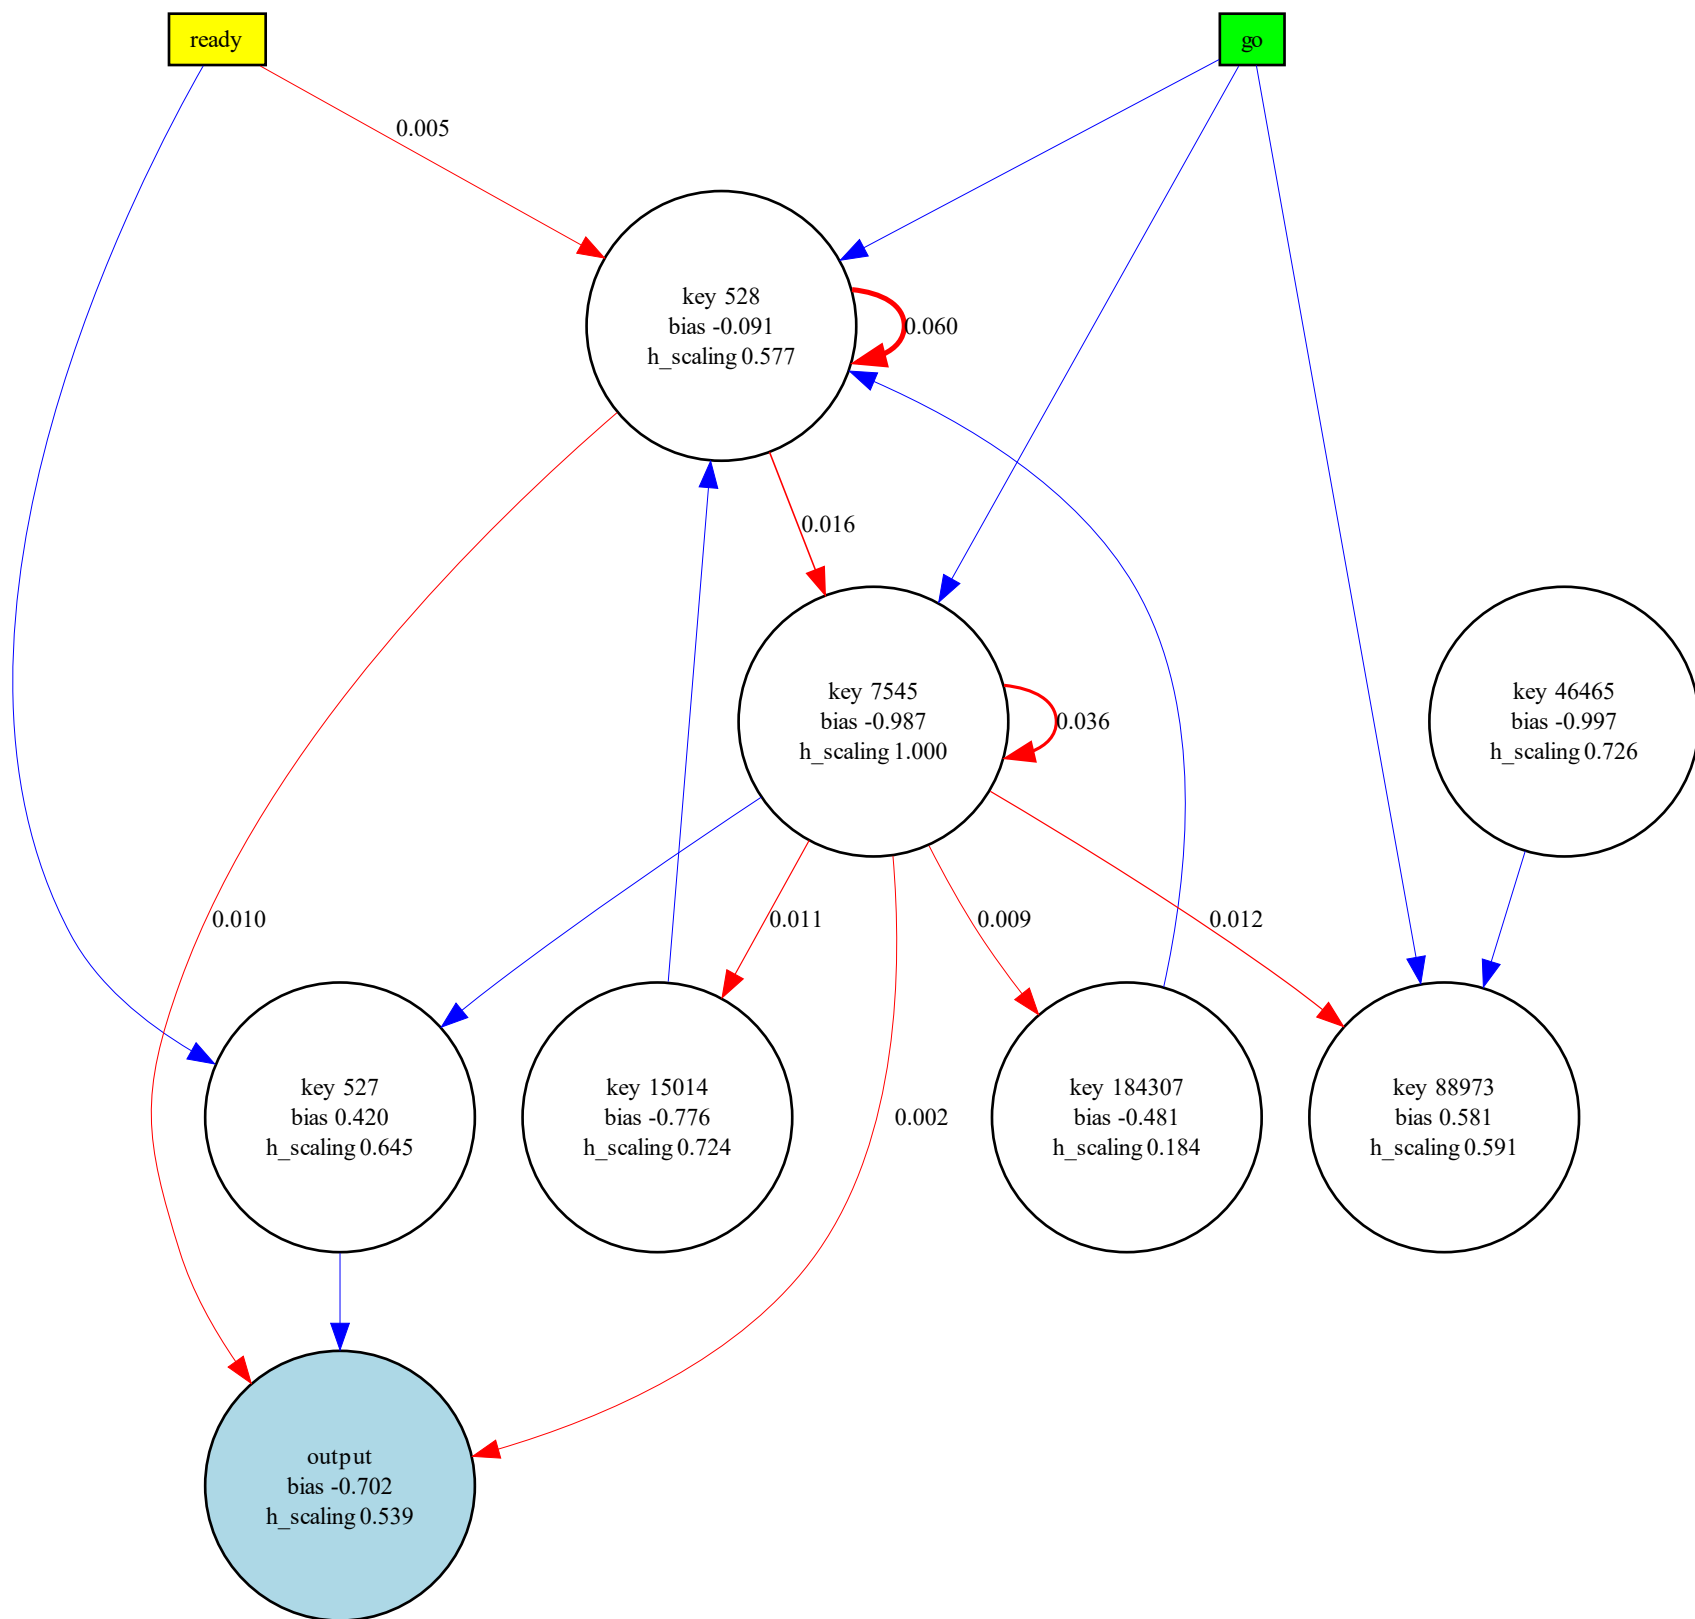 ready
go
0.005
key 528
bias -0.091
h_scaling 0.577
0.060
0.016
key 7545
bias -0.987
h_scaling 1.000
0.036
key 46465
bias -0.997
h_scaling 0.726
0.010
0.011
0.009
0.012
key 527
bias 0.420
h_scaling 0.645
key 15014
bias -0.776
h_scaling 0.724
0.002
key 184307
bias -0.481
h_scaling 0.184
key 88973
bias 0.581
h_scaling 0.591
output
bias -0.702
h_scaling 0.539